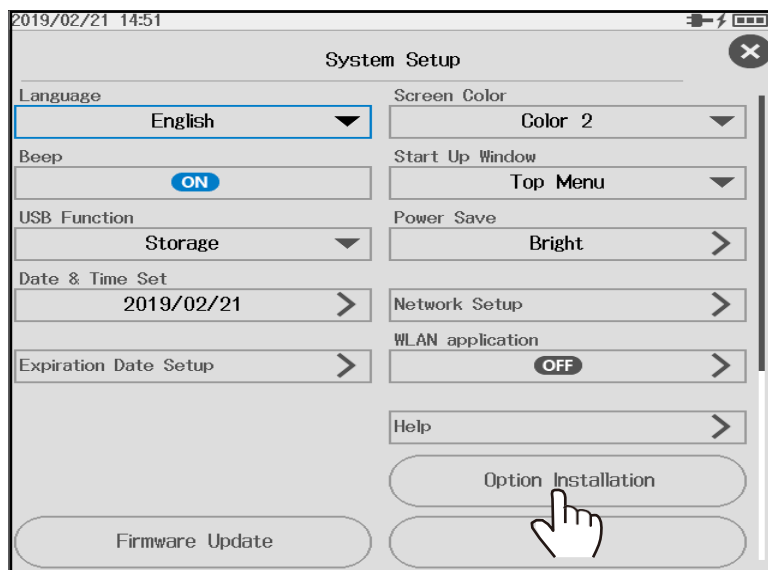 2019/02/21 14:51
System Setup
Language
English
Screen Color
Color 2
Beep
ON
Start Up Window
Top Menu
USB Function
Storage
Power Save
Bright
Date & Time Set
2019/02/21
Network Setup
WLAN application
OFF
Expiration Date Setup
Help
Option Installation
Firmware Update